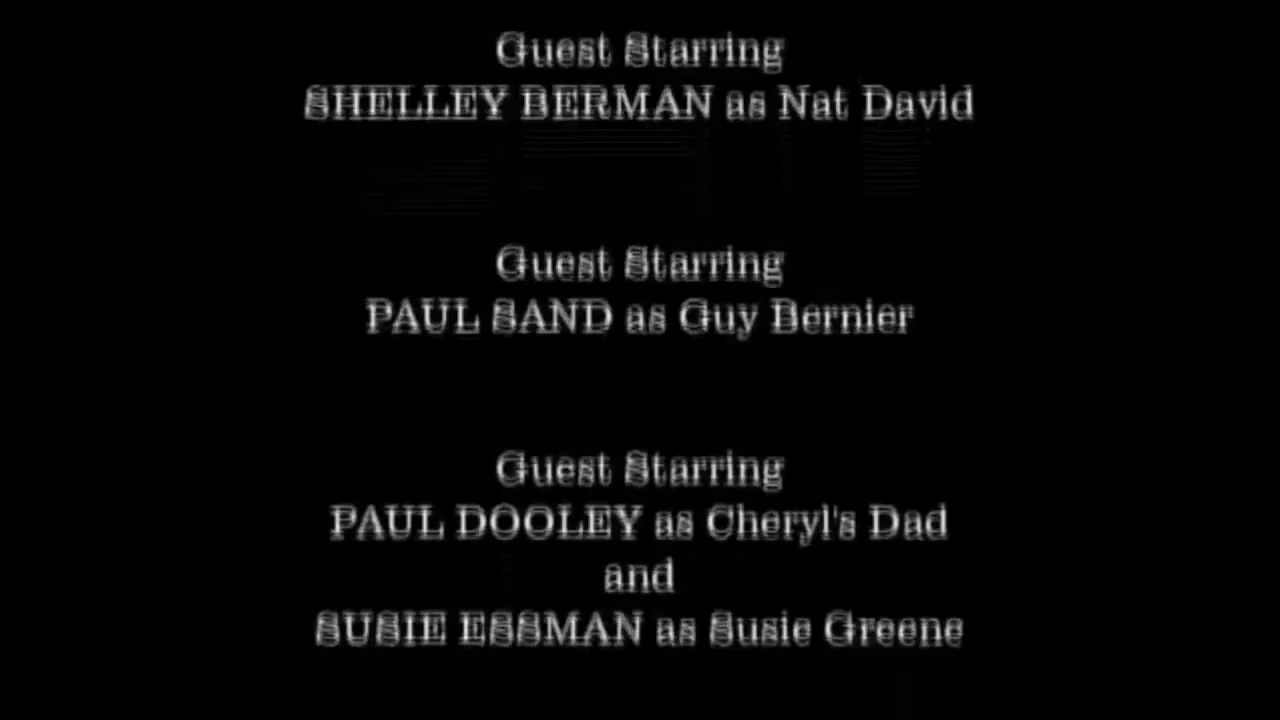 Guest Starring
SHELLEY BERMAN as Nat David
Guest Starring
PAUL SAND as Guy Bernier
Guest Starring
PAUL DOOLEY as Cheryl's Dad
and
SUSIE ESSMAN as Susie Greene